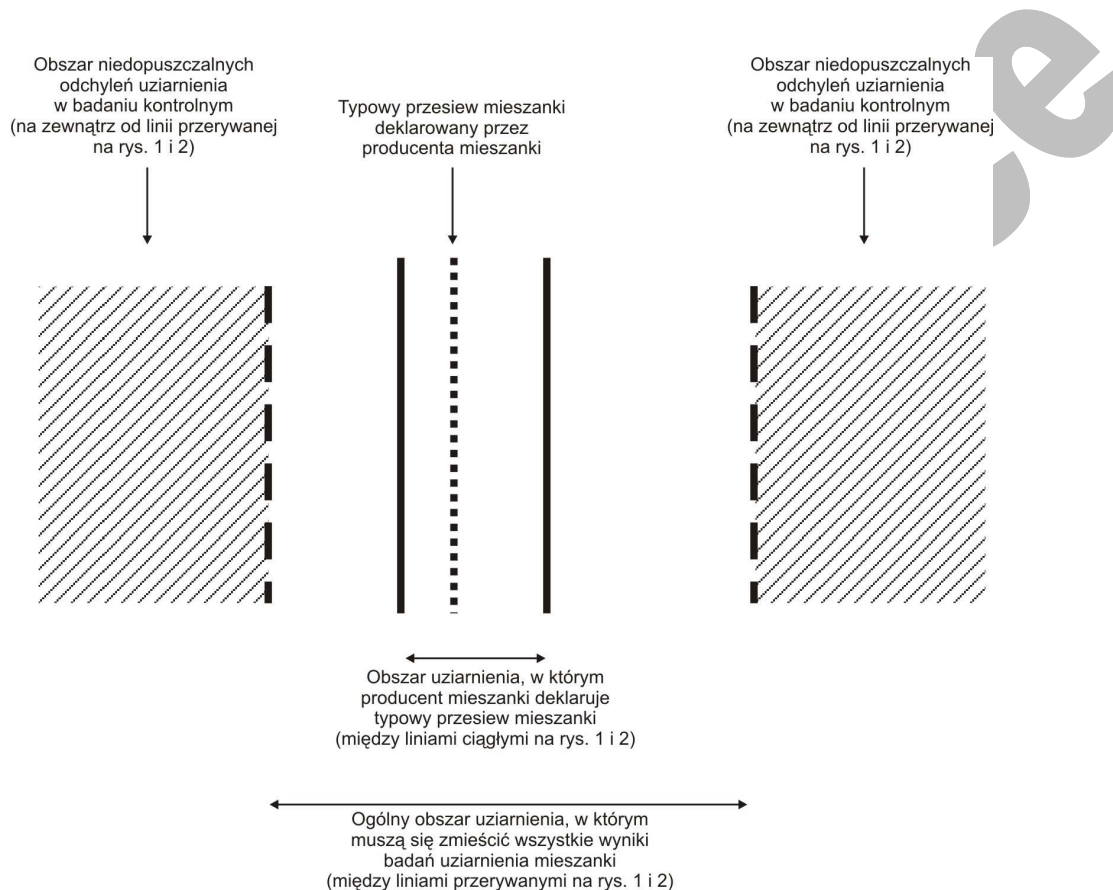 Obszar niedopuszczalnych
odchyleń uziarnienia
w badaniu kontrolnym
(na zewnątrz od linii przerywanej
na rys. 1 i 2)
Typowy przesiew mieszanki
deklarowany przez
producenta mieszanki
Obszar niedopuszczalnych
odchyleń uziarnienia
w badaniu kontrolnym
(na zewnątrz od linii przerywanej
na rys. 1 i 2)
Obszar uziarnienia, w którym
producent mieszanki deklaruje
typowy przesiew mieszanki
(między liniami ciągłymi na rys. 1 i 2)
Ogólny obszar uziarnienia, w którym
muszą się zmieścić wszystkie wyniki
badań uziarnienia mieszanki
(między liniami przerywanymi na rys. 1 i 2)